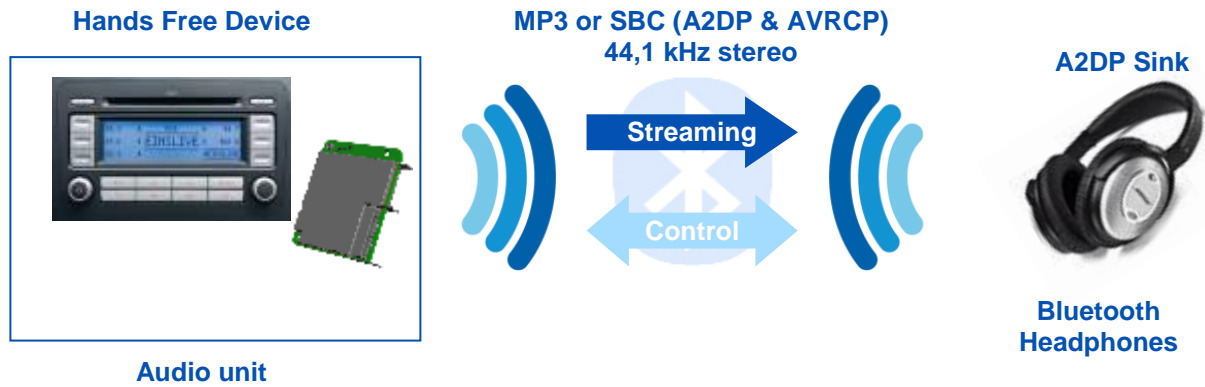 Hands Free Device
MP3 or SBC (A2DP & AVRCP)
44,1 kHz stereo
A2DP Sink
EINSLIVE
Streaming
Control
Bluetooth
Headphones
Audio unit